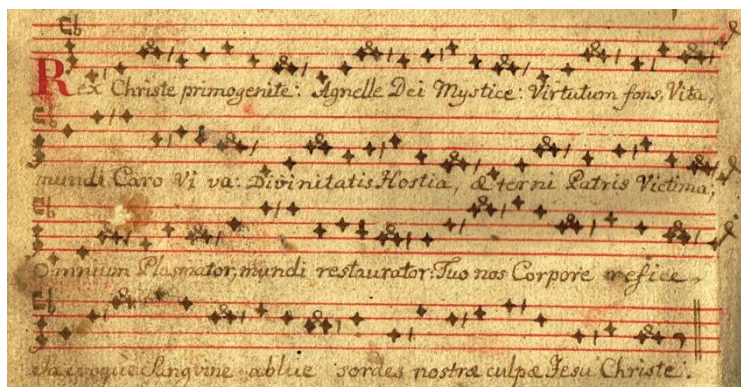 Rex Christe primogenite: Agnelle Dei Mystice: Virtutum fons, Vita,
mundi Caro Vi va: Divinitatis Hostia, Æterni Patris Victima;
Omnium Plasmator, mundi restaurator: Tuo nos Corpore refice,
Sacroque Sanguine ablue sordes nostræ culpæ Jesu Christe.